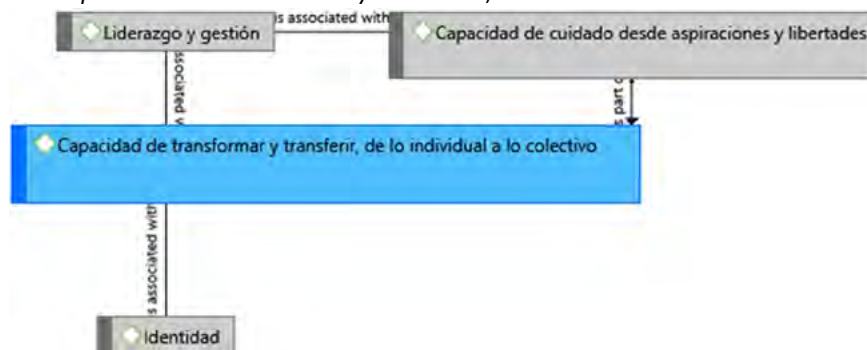 Liderazgo y gestión
is associated with
Capacidad de cuidado desde aspiraciones y libertades
associated
part
Capacidad de transformar y transferir, de lo individual a lo colectivo
s associated with
Identidad